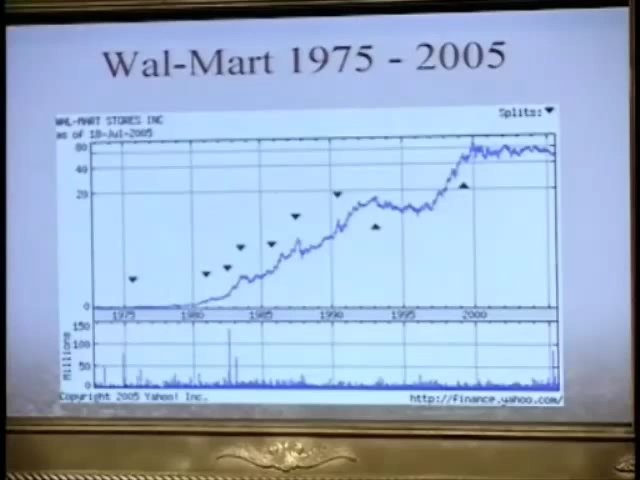 Wal-Mart 1975 - 2005
WAL-MART STORES INC
Splits:
as of 18-Jul-2005
80
40
20
0
1975 1980 1985 1990 1995 2000
150
100
50
0
Millions
Copyright 2005 Yahoo! Inc.
http://finance.yahoo.com/